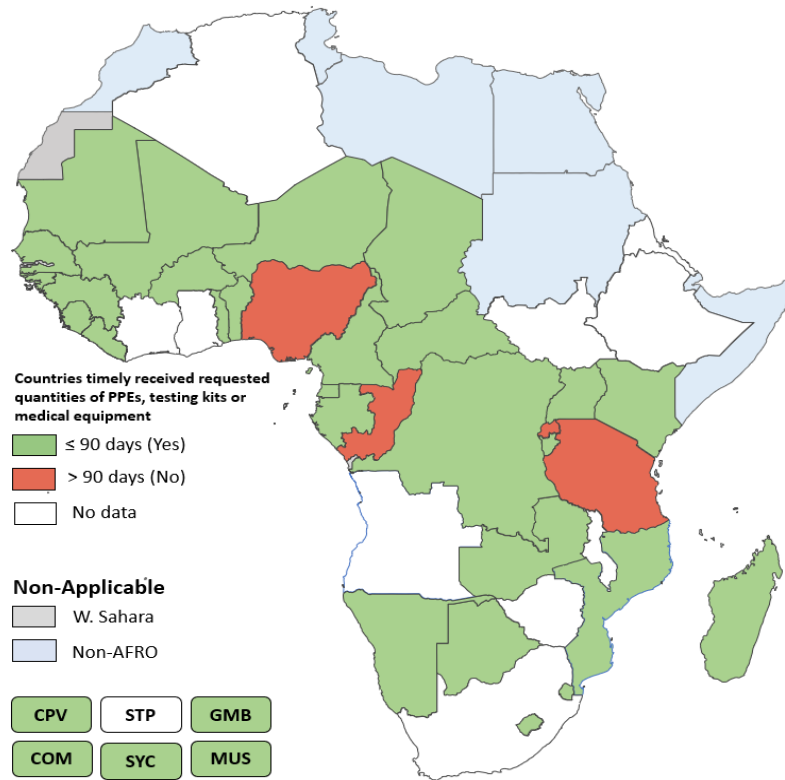 Countries timely received requested
quantities of PPEs, testing kits or
medical equipment
≤ 90 days (Yes)
> 90 days (No)
No data
Non-Applicable
W. Sahara
Non-AFRO
CPV STP GMB
COM SYC MUS